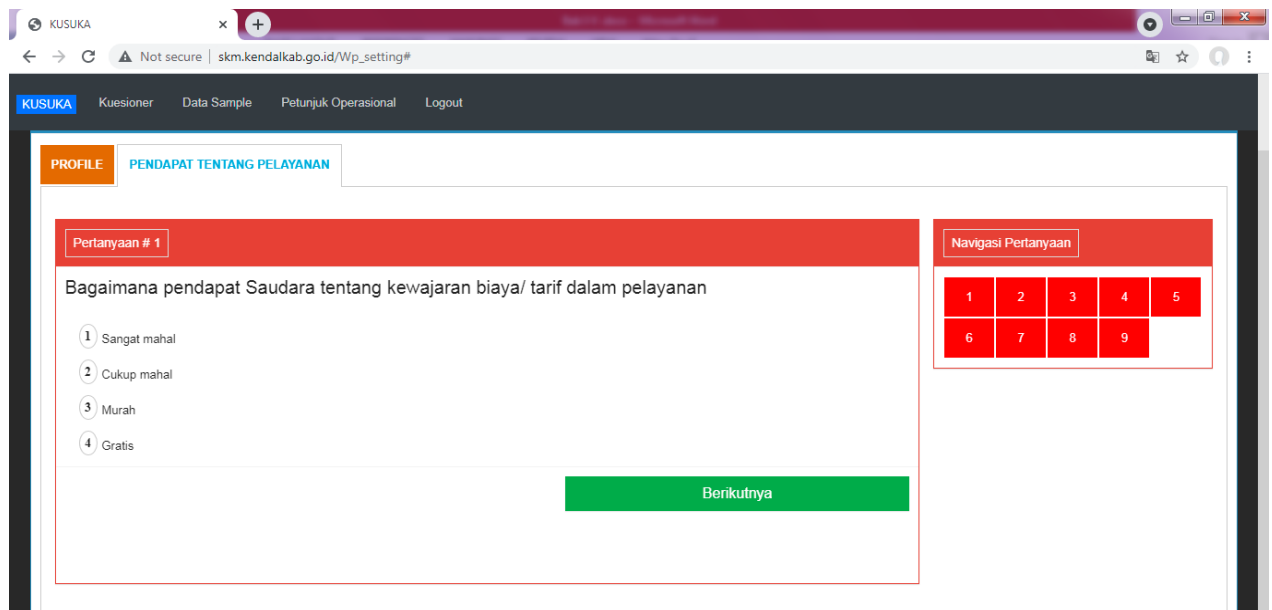 KUSUKA
Not secure | skm.kendalkab.go.id/Wp_setting#
KUSUKA Kuesioner Data Sample Petunjuk Operasional Logout
PROFILE PENDAPAT TENTANG PELAYANAN
Pertanyaan # 1
Bagaimana pendapat Saudara tentang kewajaran biaya/ tarif dalam pelayanan
1 Sangat mahal
2 Cukup mahal
3 Murah
4 Gratis
Berikutnya
Navigasi Pertanyaan
1 2 3 4 5
6 7 8 9